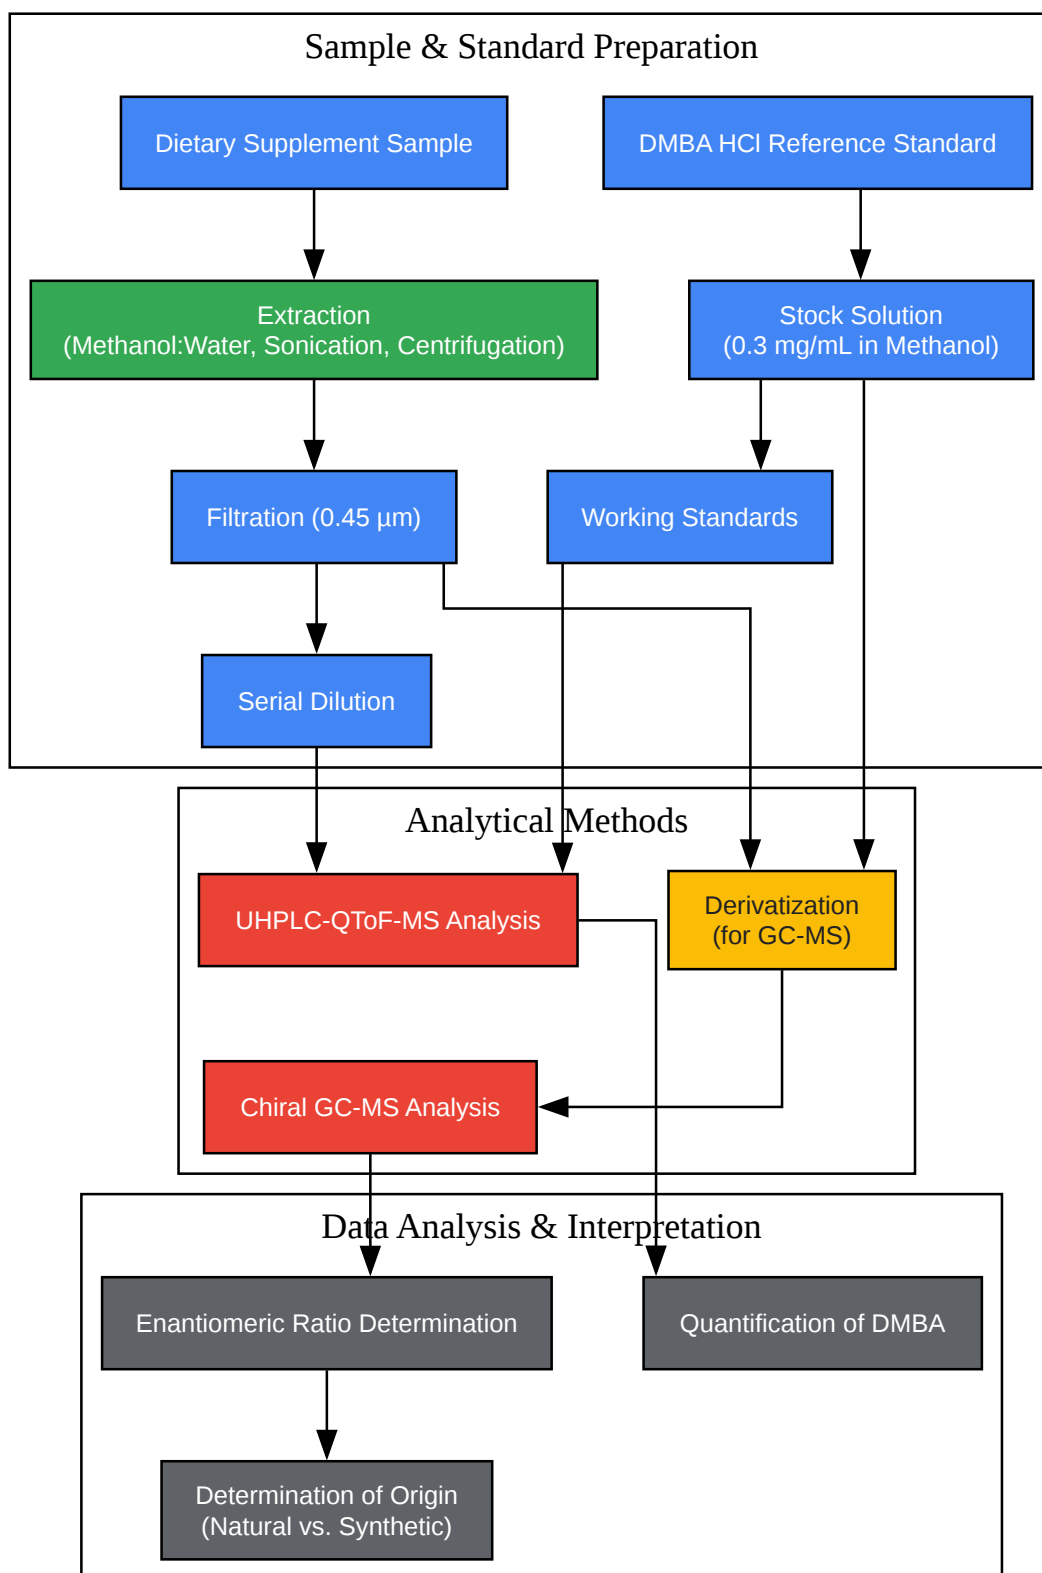 Sample & Standard Preparation
Dietary Supplement Sample
DMBA HCl Reference Standard
Extraction
(Methanol:Water, Sonication, Centrifugation)
Stock Solution
(0.3 mg/mL in Methanol)
Filtration (0.45 µm)
Working Standards
Serial Dilution
Analytical Methods
UHPLC-QToF-MS Analysis
Derivatization
(for GC-MS)
Chiral GC-MS Analysis
Data Analysis & Interpretation
Enantiomeric Ratio Determination
Quantification of DMBA
Determination of Origin
(Natural vs. Synthetic)